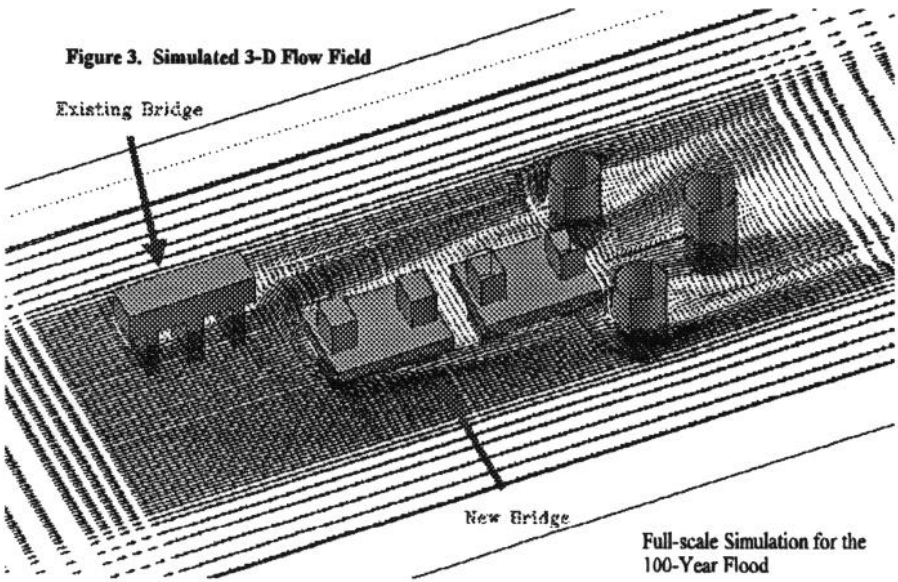 Figure 3. Simulated 3-D Flow Field
Existing Bridge
New Bridge
Full-scale Simulation for the
100-Year Flood